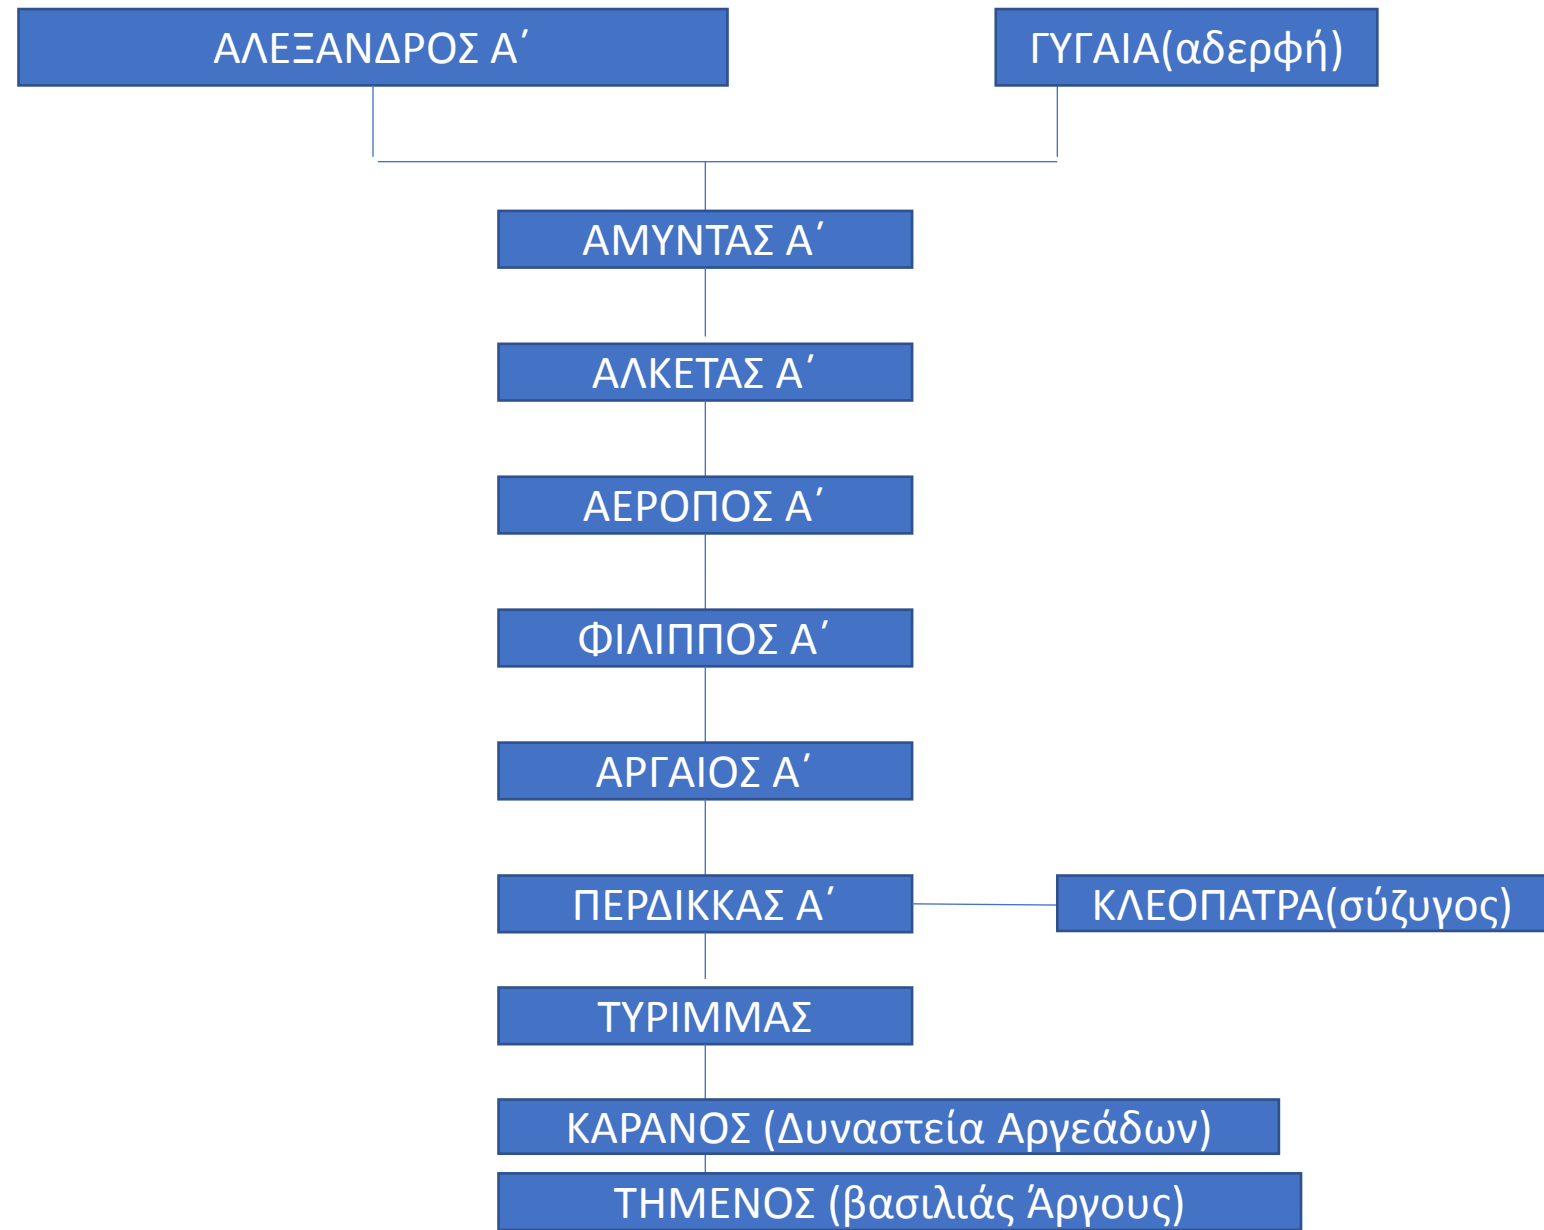 ΑΛΕΞΑΝΔΡΟΣ Α΄
ΓΥΓΑΙΑ(αδερφή)
ΑΜΥΝΤΑΣ Α΄
ΑΛΚΕΤΑΣ Α΄
ΑΕΡΟΠΟΣ Α΄
ΦΙΛΙΠΠΟΣ Α΄
ΑΡΓΑΙΟΣ Α΄
ΠΕΡΔΙΚΚΑΣ Α΄
ΚΛΕΟΠΑΤΡΑ(σύζυγος)
ΤΥΡΙΜΜΑΣ
ΚΑΡΑΝΟΣ (Δυναστεία Αργεάδων)
ΤΗΜΕΝΟΣ (βασιλιάς Άργους)